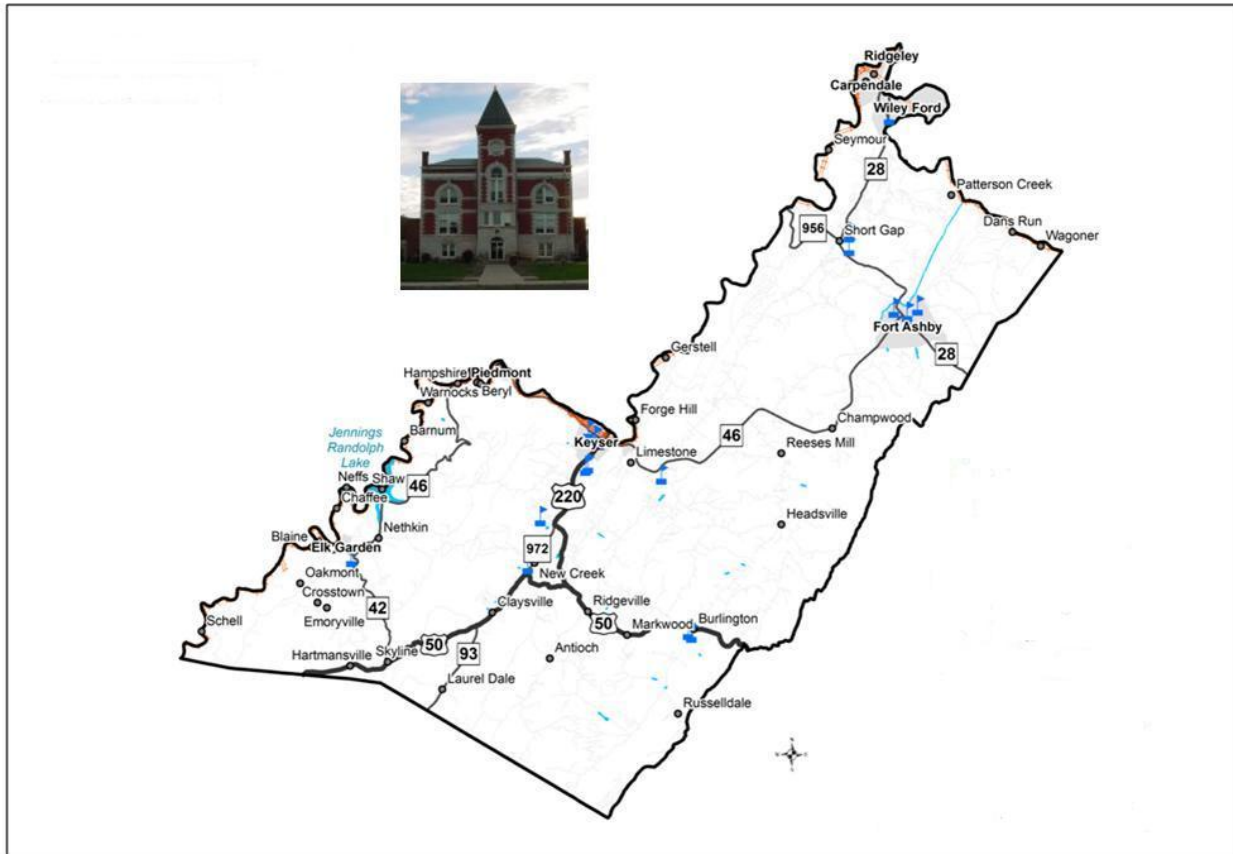 Ridgeley
Carpendale
Wiley Ford
Seymour
28
Patterson Creek
956
Short Gap
Dans Run
Wagoner
Fort Ashby
28
Gerstell
Hampshire
Piedmont
Warnocks
Beryl
Forge Hill
Champwood
Barnum
Keyser
46
Reeses Mill
Jennings
Randolph
Lake
Limestone
Neffs
Shaw
46
220
Chaffee
Headsville
Blaine
Nethkin
Elk Garden
972
New Creek
Oakmont
Crosstown
42
Claysville
Ridgeville
Emoryville
Schell
50
50
Markwood
Burlington
Hartmansville
Skyline
93
Antioch
Laurel Dale
Russelldale